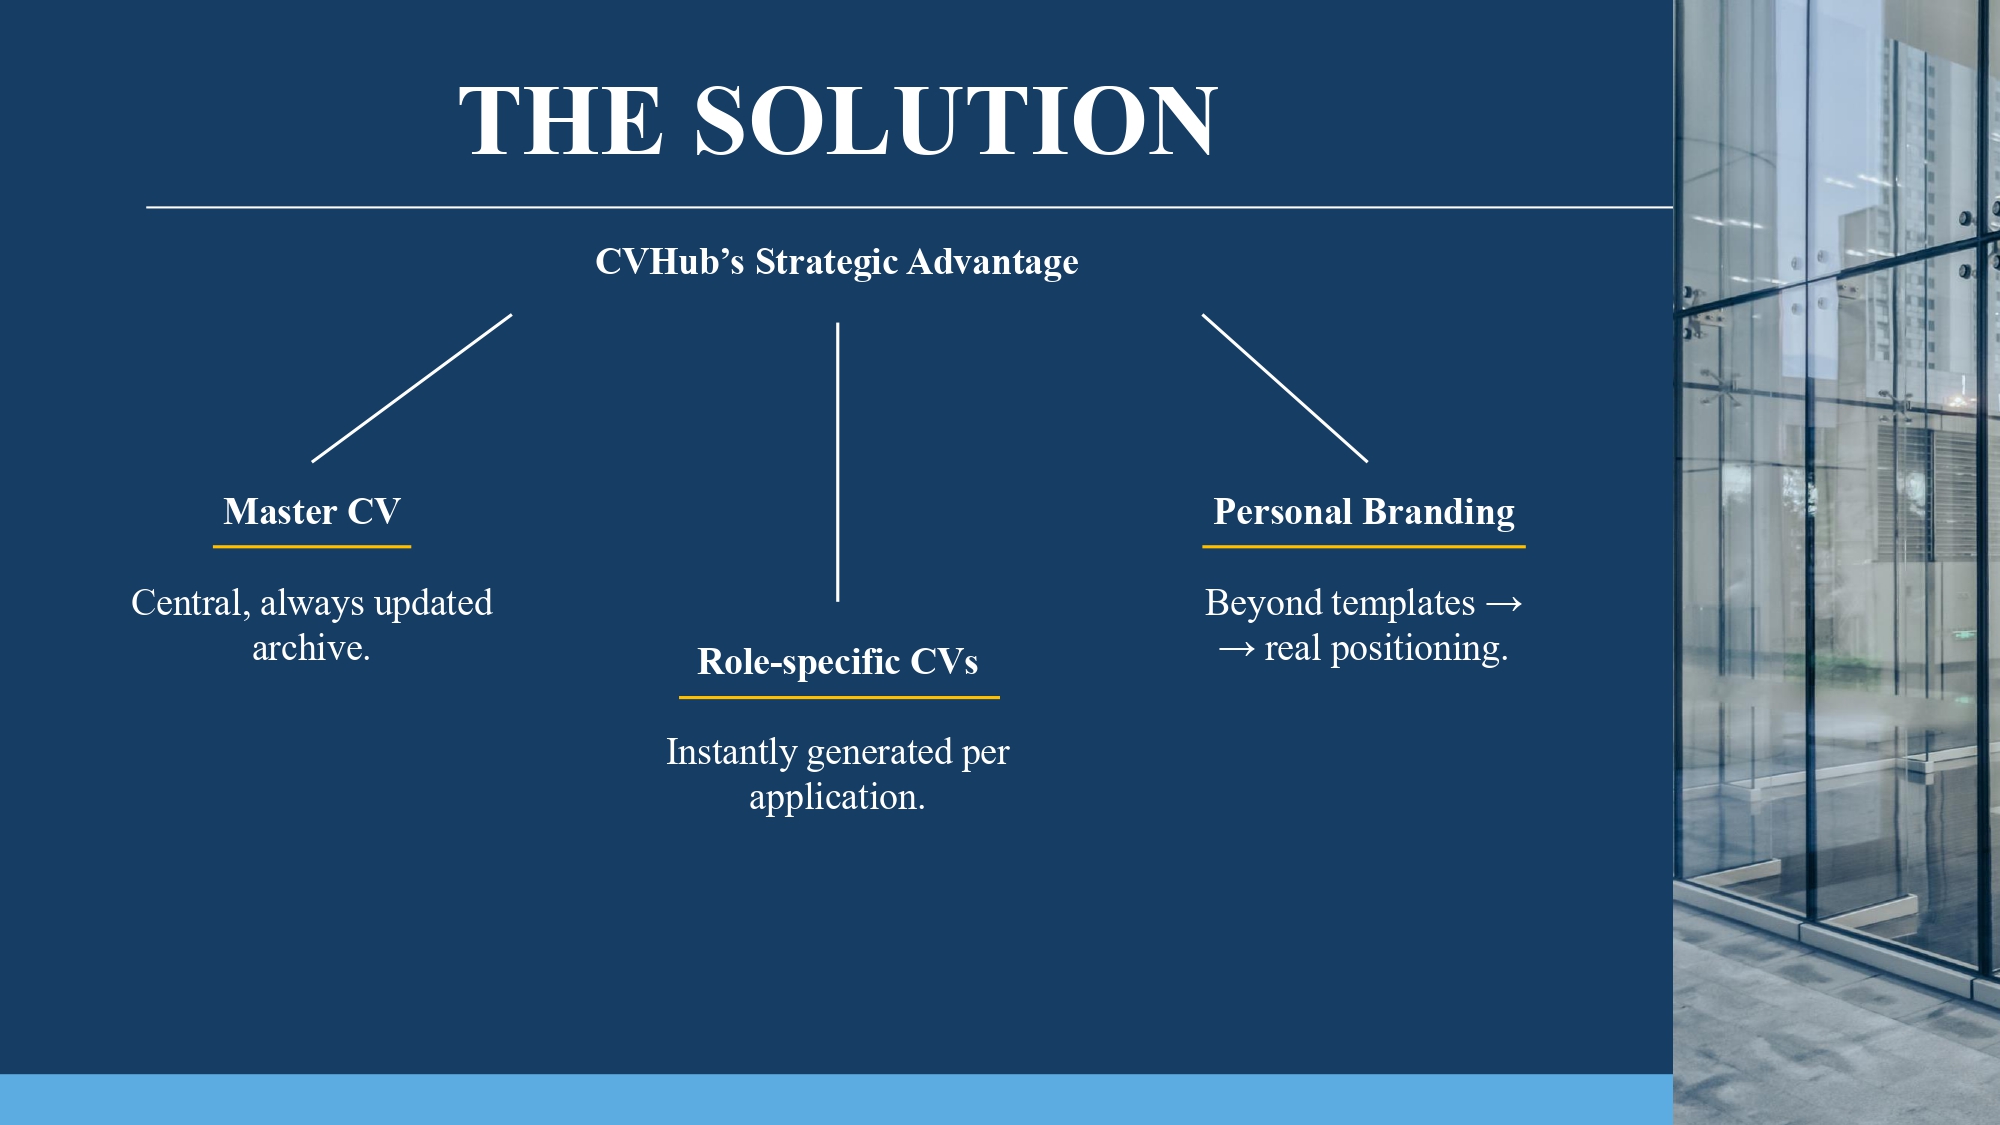 THE SOLUTION
CVHub’s Strategic Advantage
Master CV
Central, always updated
archive.
Role-specific CVs
Instantly generated per
application.
Personal Branding
Beyond templates →
→ real positioning.